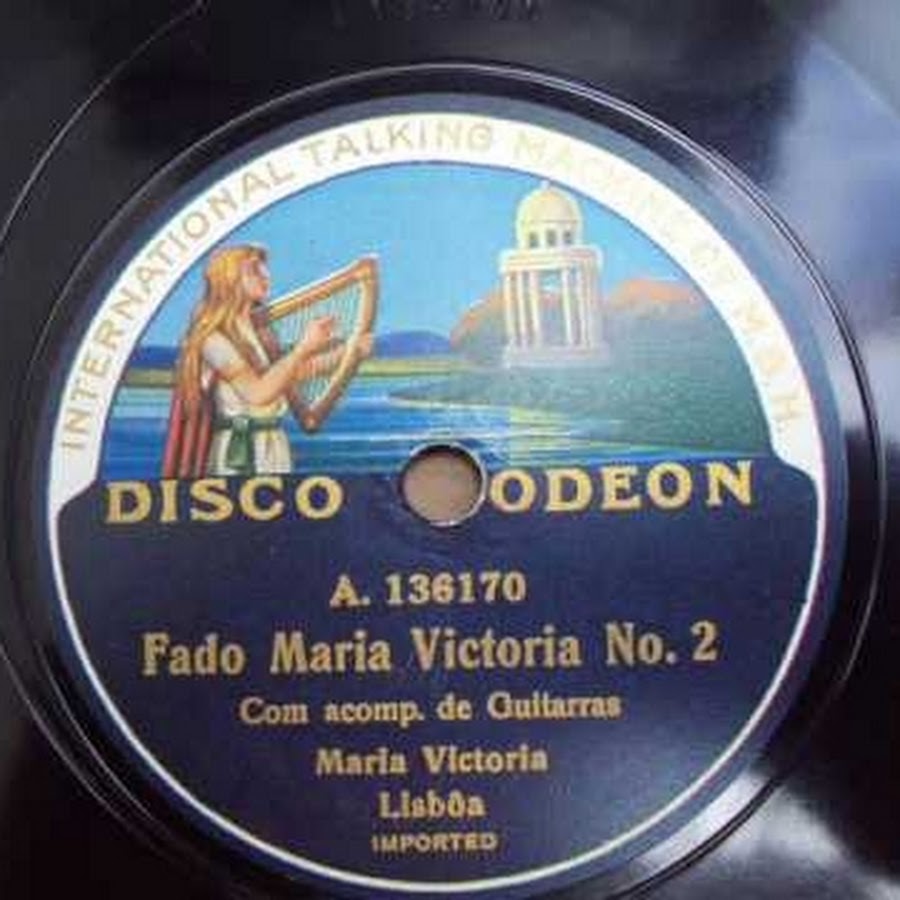 INTERNATIONAL TALKING MACHINE CO. M.B.H.
DISCO ODEON
A. 136170
Fado Maria Victoria No. 2
Com acomp. de Guitarras
Maria Victoria
Lisbôa
IMPORTED